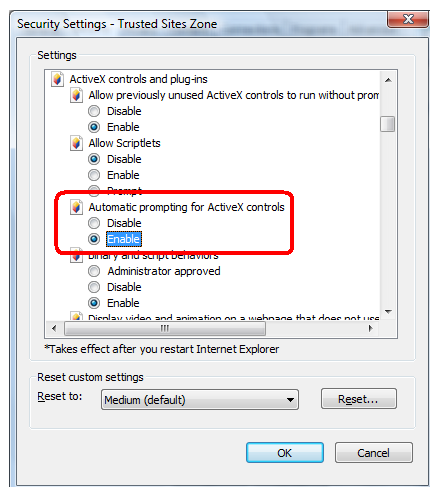 Security Settings - Trusted Sites Zone
Settings
ActiveX controls and plug-ins
Allow previously unused ActiveX controls to run without
Disable
Enable
Allow Scriptlets
Disable
Enable
Prompt
Automatic prompting for ActiveX controls
Disable
Enable
Binary and script behaviors
Administrator approved
Disable
Enable
Display video and animation on a webpage that does not use
*Takes effect after you restart Internet Explorer
Reset custom settings
Reset to:
Medium (default)
Reset...
OK
Cancel